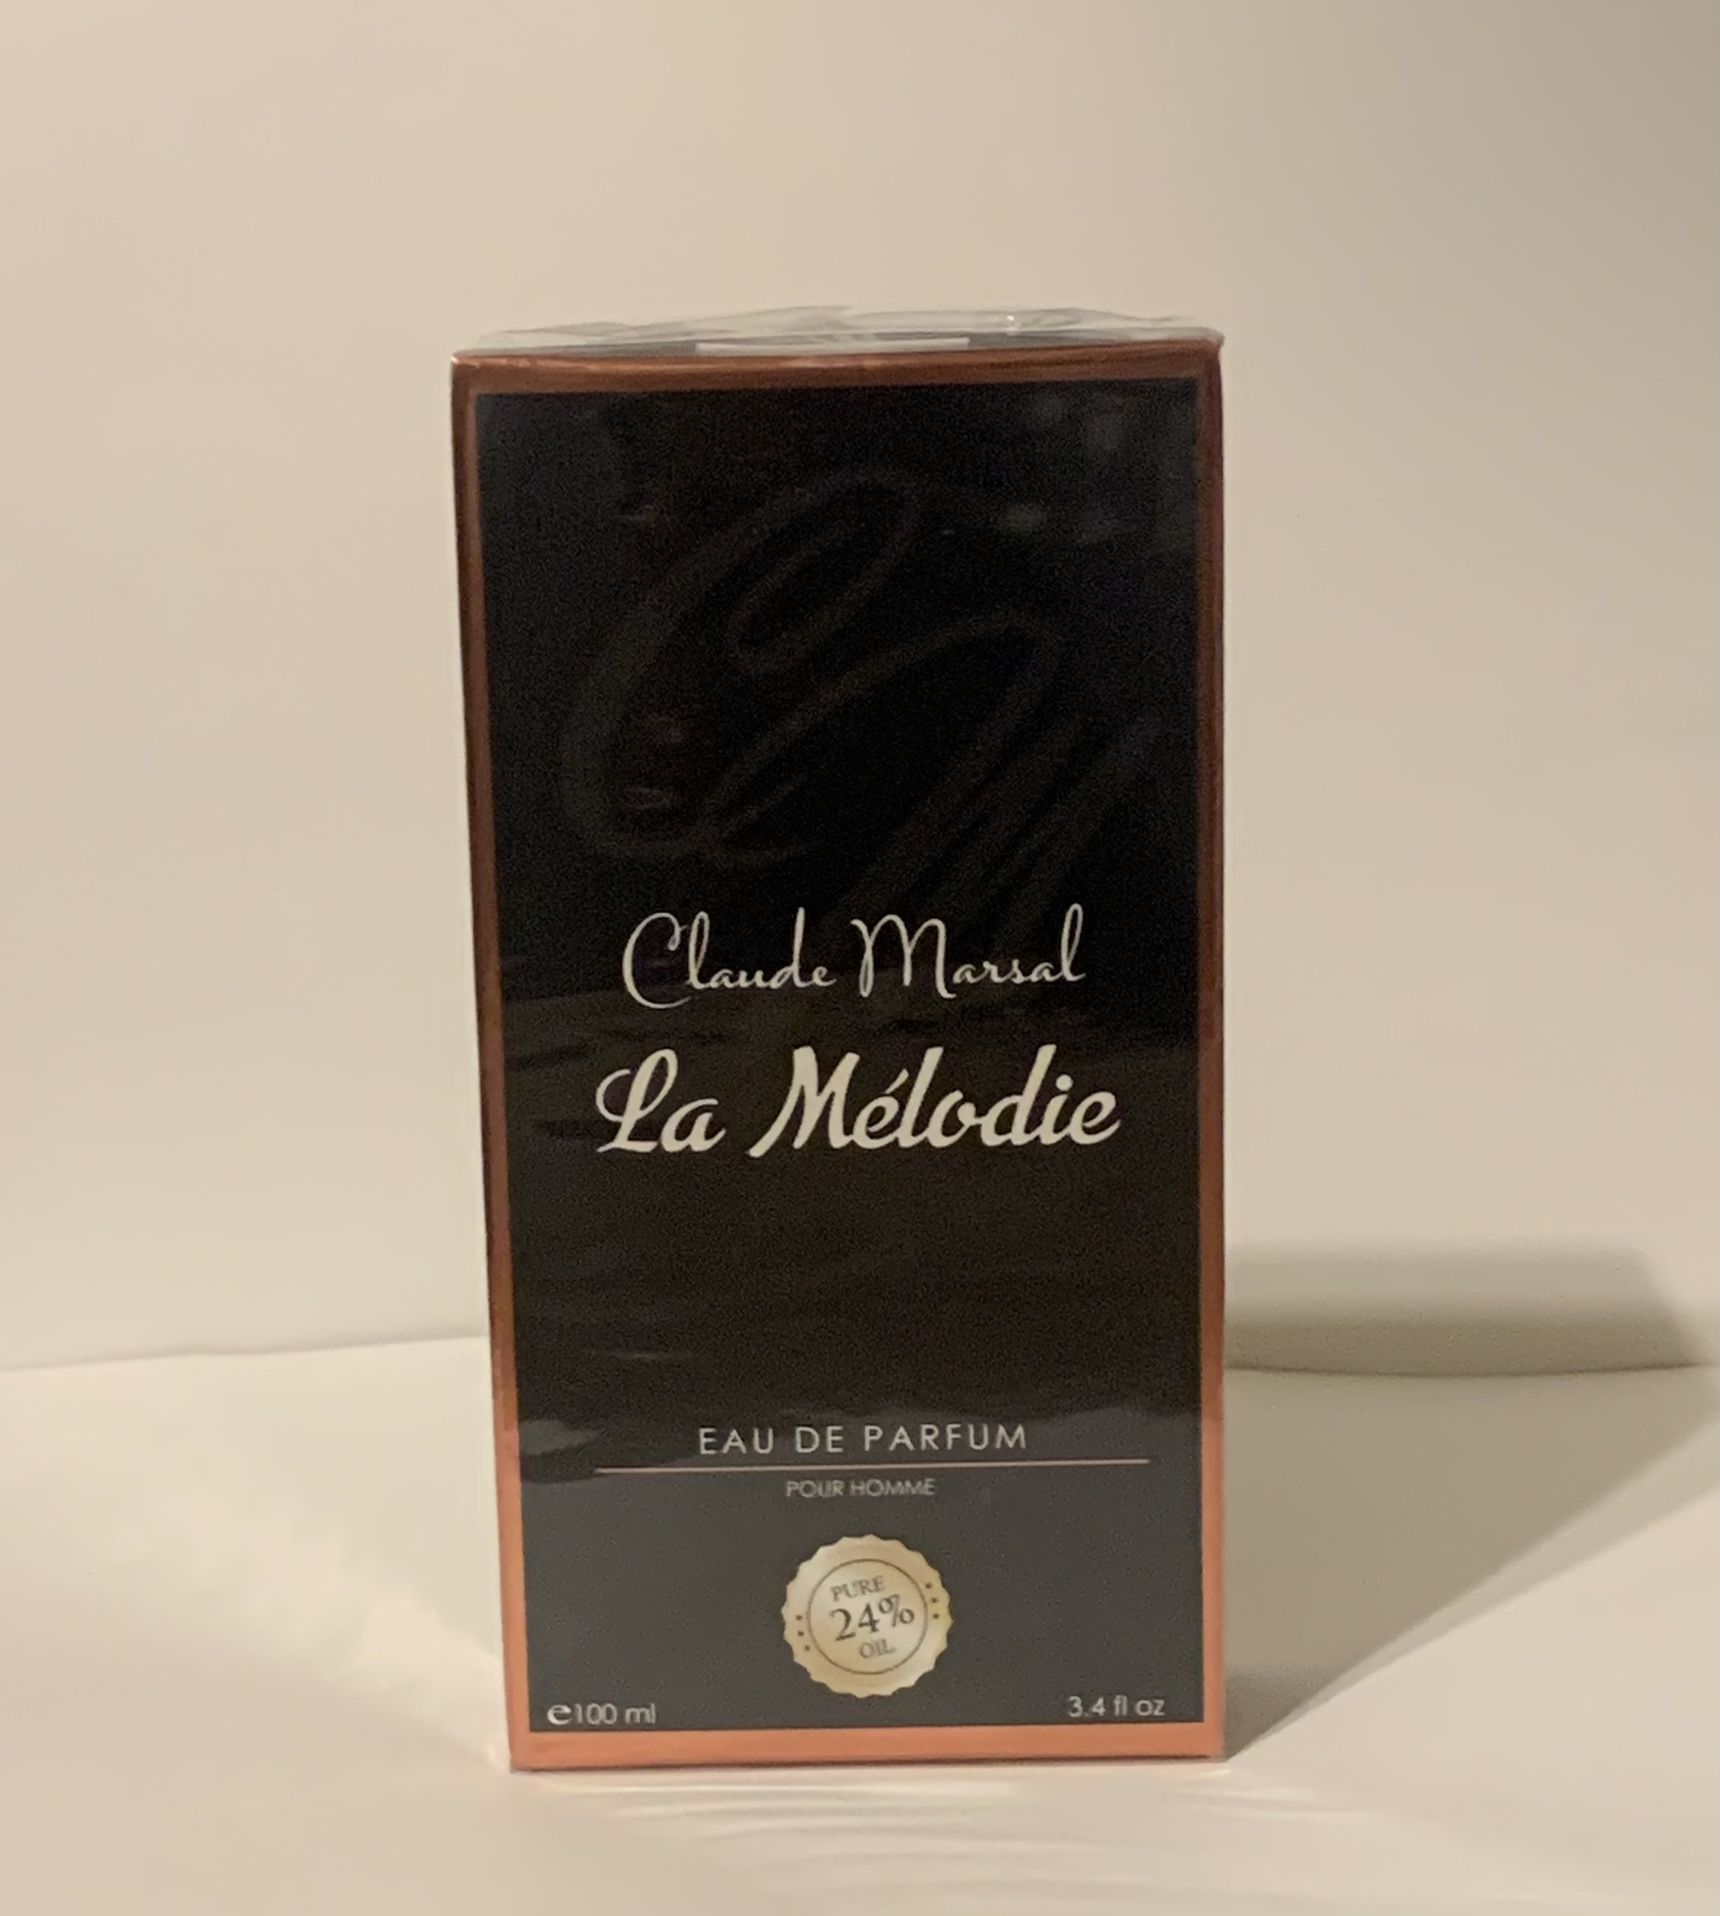 Claude Marsal
La Mélodie
EAU DE PARFUM
POUR HOMME
PURE
24%
OIL
℮100 ml
3.4 fl oz